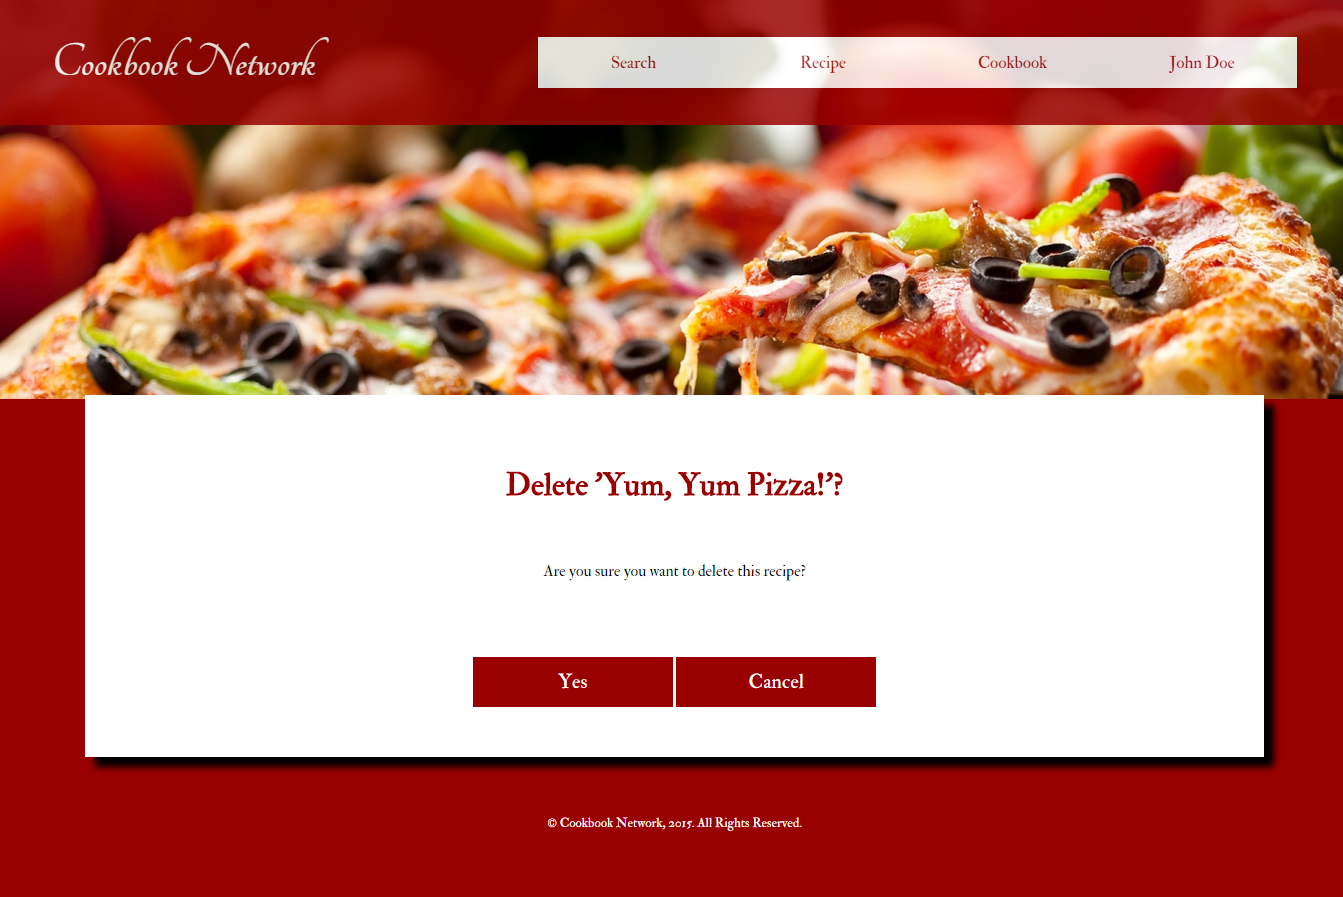 Cookbook Network
Search Recipe Cookbook John Doe
Delete 'Yum, Yum Pizza!'?
Are you sure you want to delete this recipe?
Yes Cancel
© Cookbook Network, 2015. All Rights Reserved.